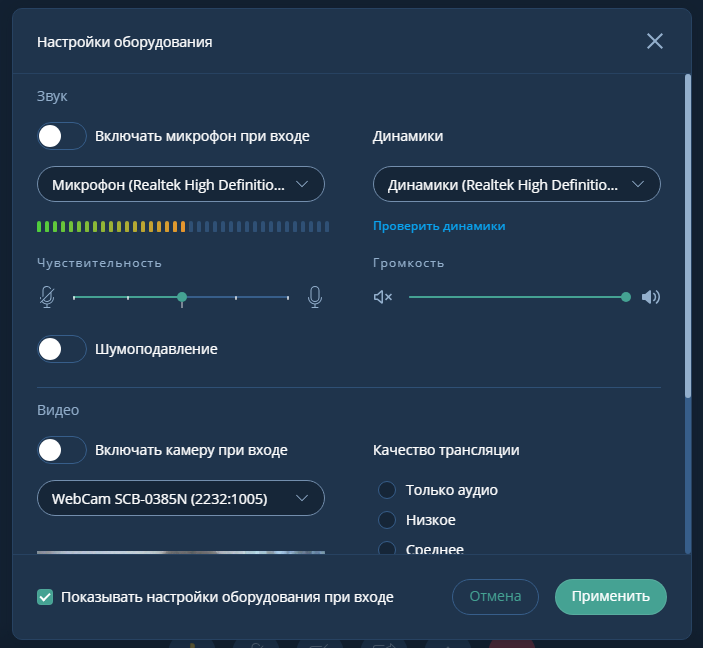 Настройки оборудования
Звук
Включать микрофон при входе
Динамики
Микрофон (Realtek High Definitio...
Динамики (Realtek High Definitio...
Проверить динамики
Чувствительность
Громкость
Шумоподавление
Видео
Включать камеру при входе
Качество трансляции
WebCam SCB-0385N (2232:1005)
Только аудио
Низкое
Среднее
Показывать настройки оборудования при входе
Отмена
Применить